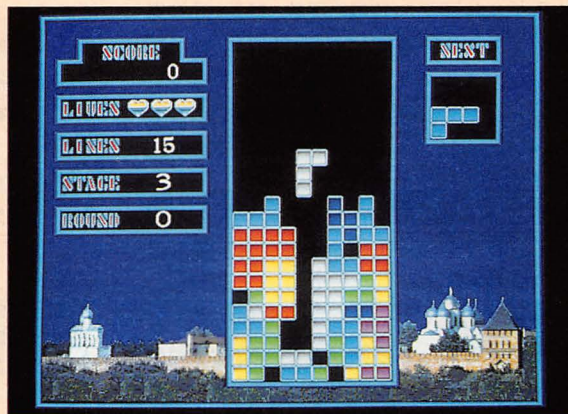 SCORE
0
LIVES
LINES 15
STAGE 3
ROUND 0
NEXT